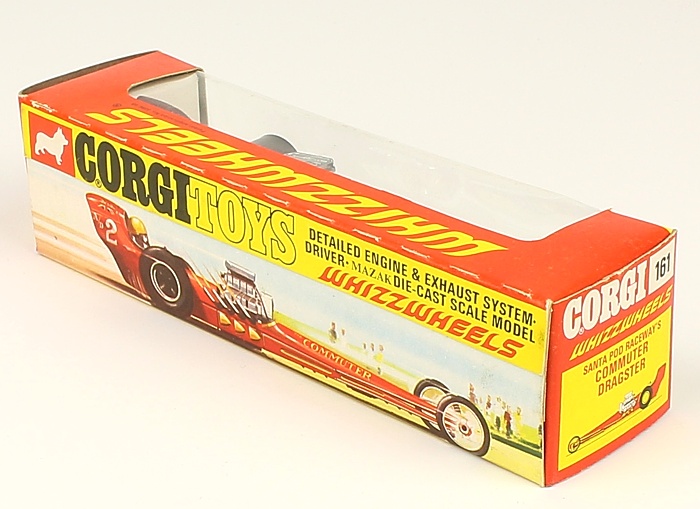 WHIZZWHEELS
CORGI TOYS
DETAILED ENGINE & EXHAUST SYSTEM-
DRIVER-MAZAK DIE-CAST SCALE MODEL
WHIZZWHEELS
2
COMMUTER
CORGI 161
WHIZZWHEELS
SANTA POD RACEWAY'S
COMMUTER
DRAGSTER